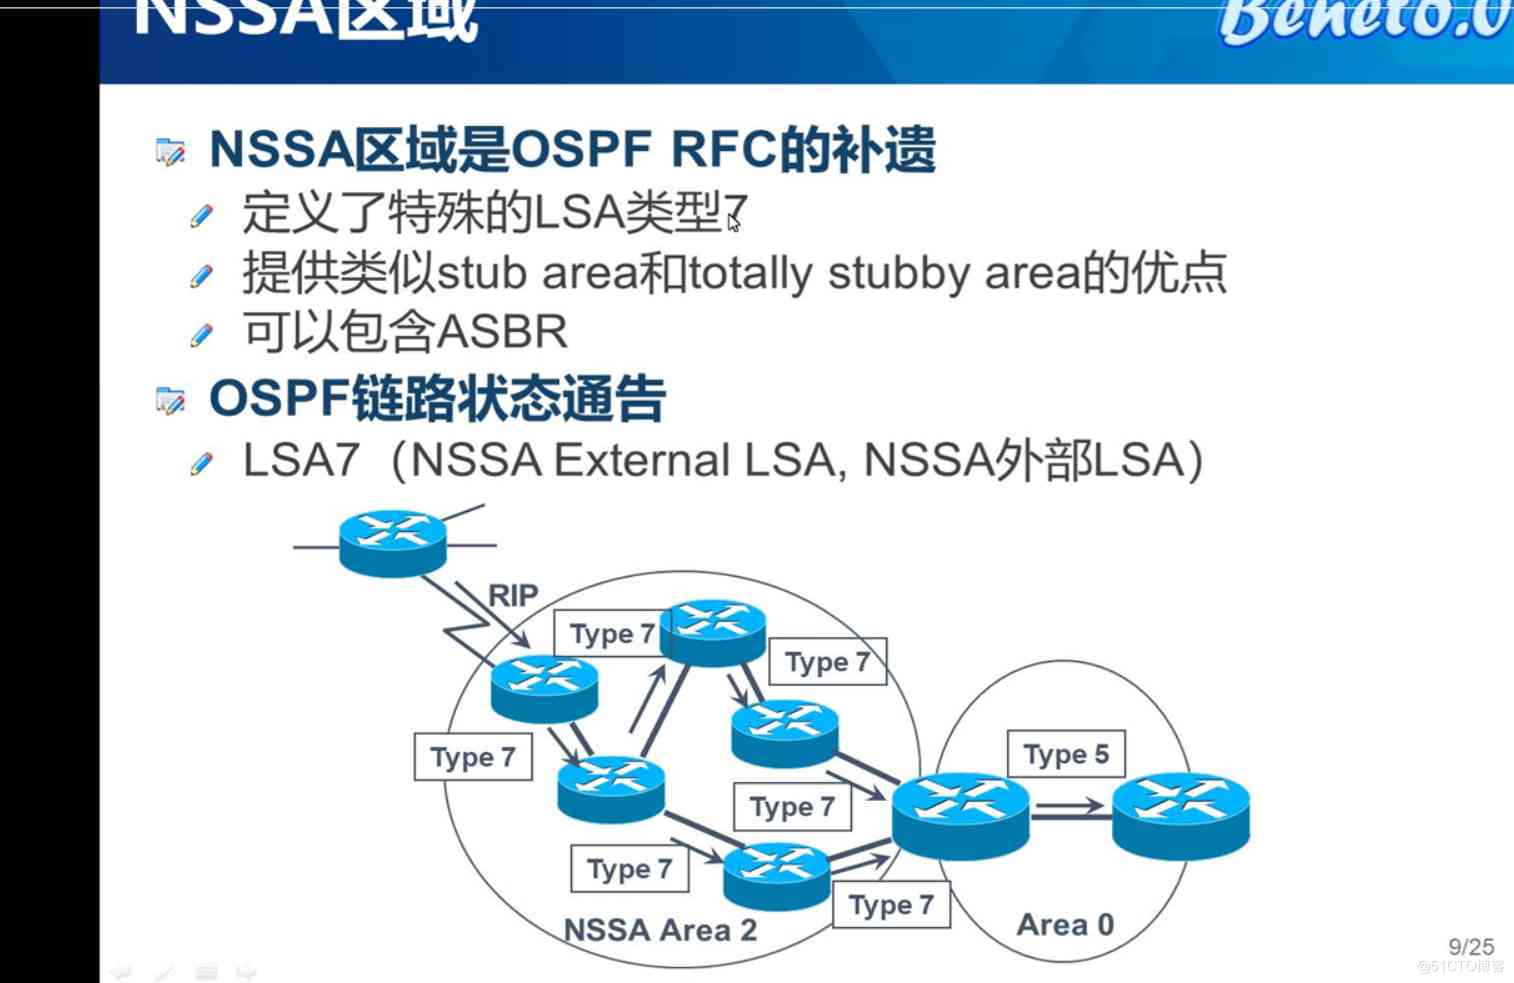 NSSA区域
Benet6.0
NSSA区域是OSPF RFC的补遗
定义了特殊的LSA类型7
提供类似stub area和totally stubby area的优点
可以包含ASBR
OSPF链路状态通告
LSA7（NSSA External LSA, NSSA外部LSA）
RIP
Type 7
Type 7
Type 7
Type 5
Type 7
Type 7
Type 7
NSSA Area 2
Area 0
9/25
@51CTO博客